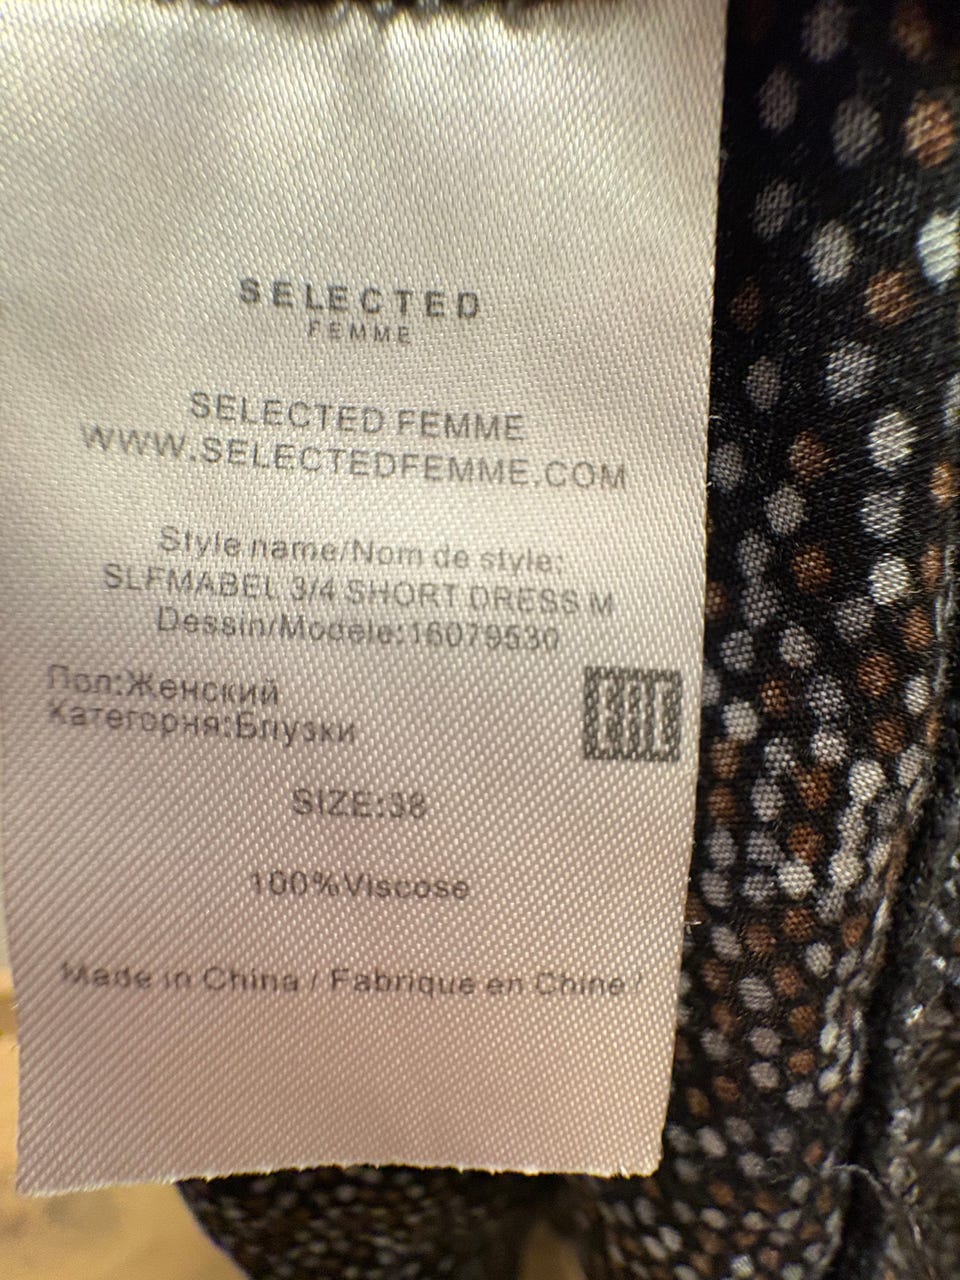 SELECTED
FEMME
SELECTED FEMME
WWW.SELECTEDFEMME.COM
Style name/Nom de style:
SLFMABEL 3/4 SHORT DRESS M
Dessin/Modele:16079530
Пол:Женский
Категория:Блузки
EAC
SIZE:38
100%Viscose
Made in China / Fabrique en Chine /